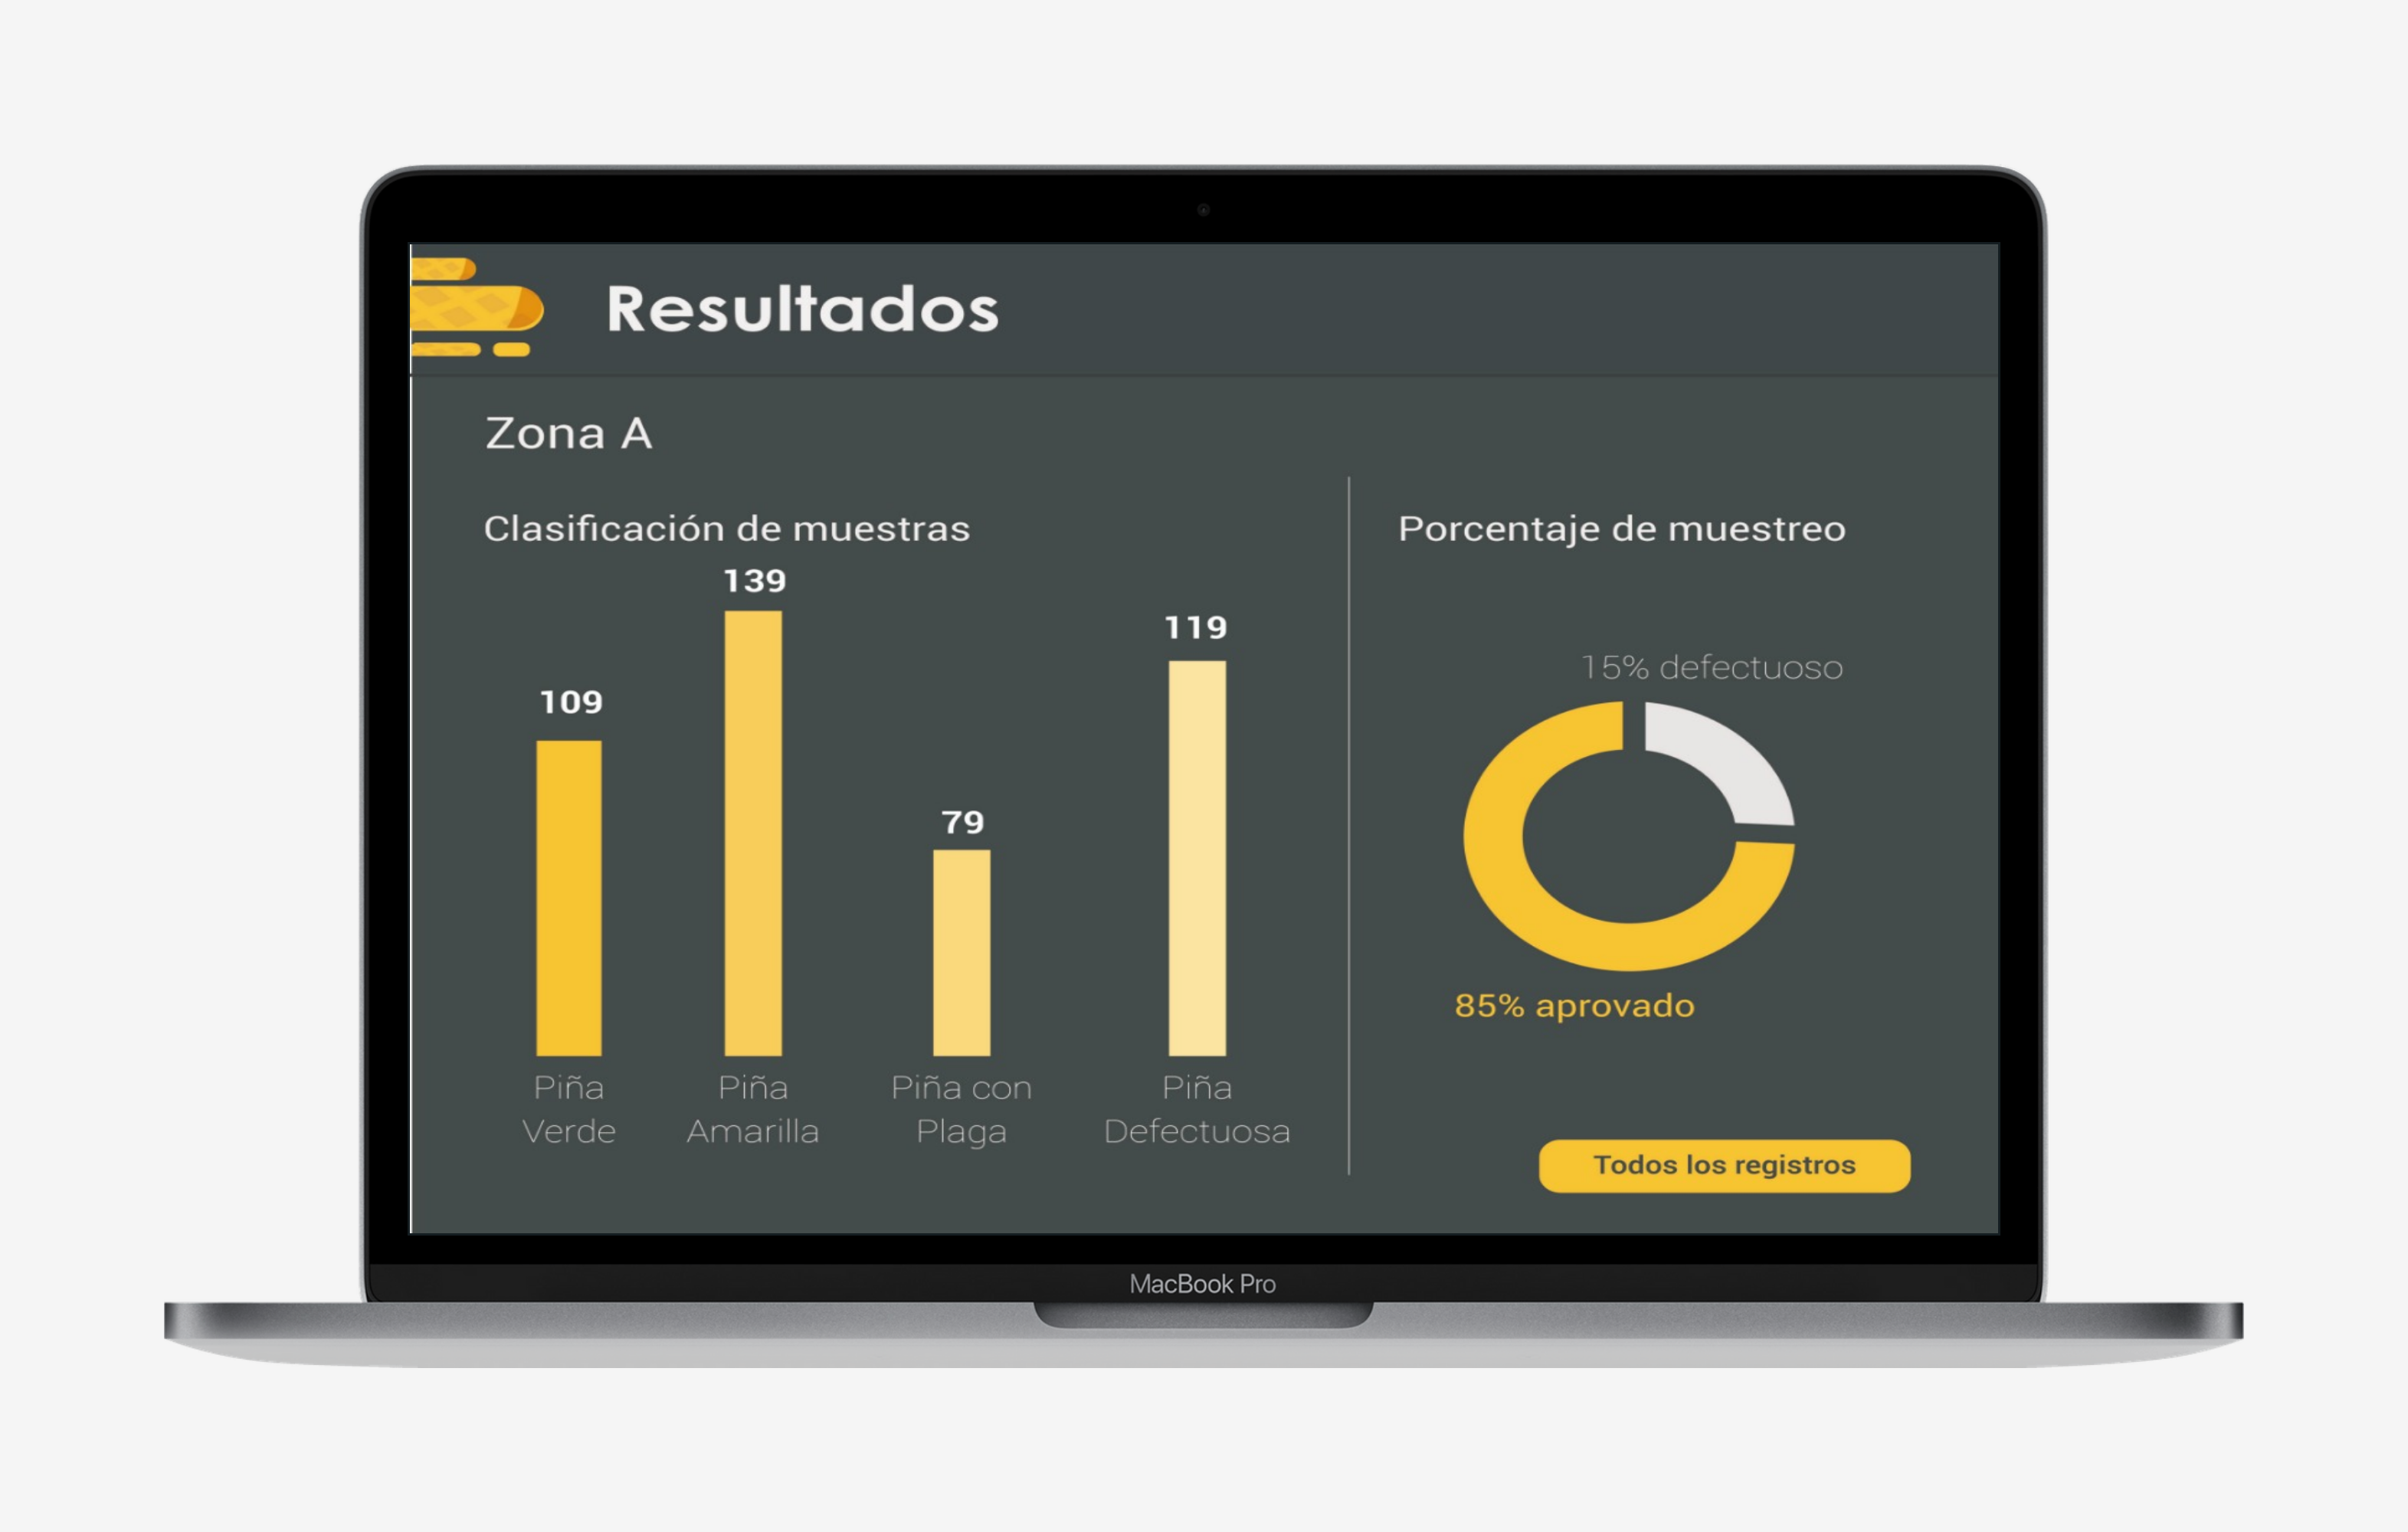 Resultados
Zona A
Clasificación de muestras
139
119
109
79
Piña
Verde
Piña
Amarilla
Piña con
Plaga
Piña
Defectuosa
Porcentaje de muestreo
15% defectuoso
85% aprovado
Todos los registros
MacBook Pro